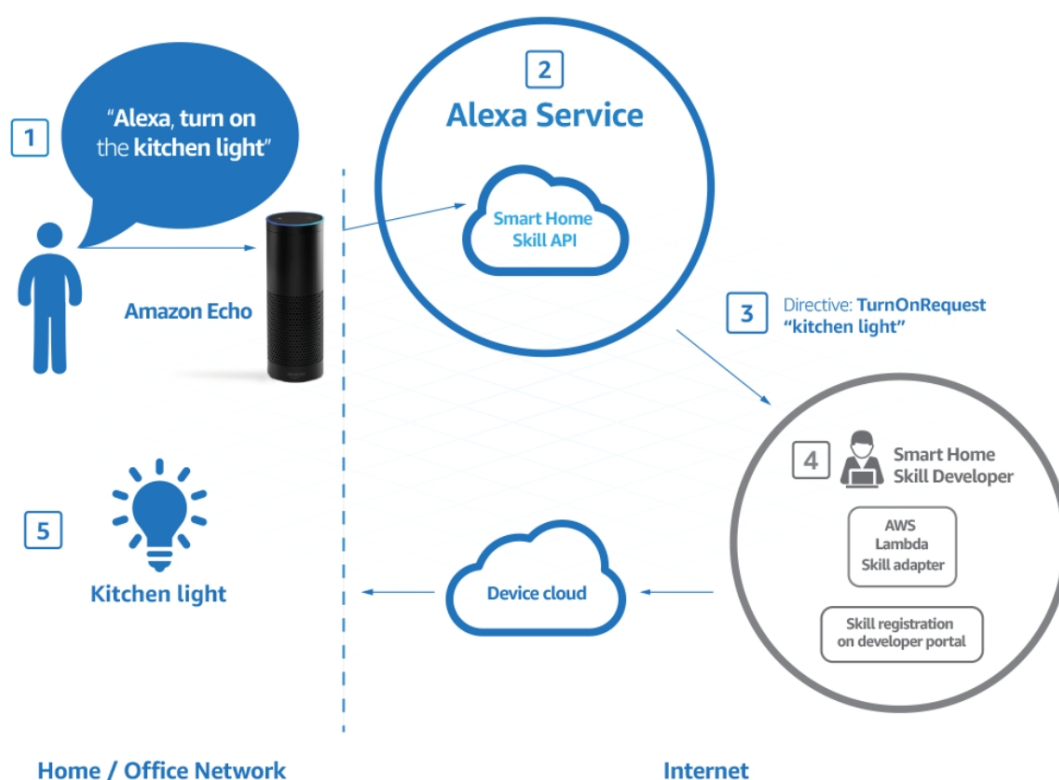 1
“Alexa, turn on
the kitchen light”
Amazon Echo
2
Alexa Service
Smart Home
Skill API
3
Directive: TurnOnRequest
“kitchen light”
4
Smart Home
Skill Developer
AWS
Lambda
Skill adapter
Skill registration
on developer portal
Device cloud
5
Kitchen light
Home / Office Network
Internet